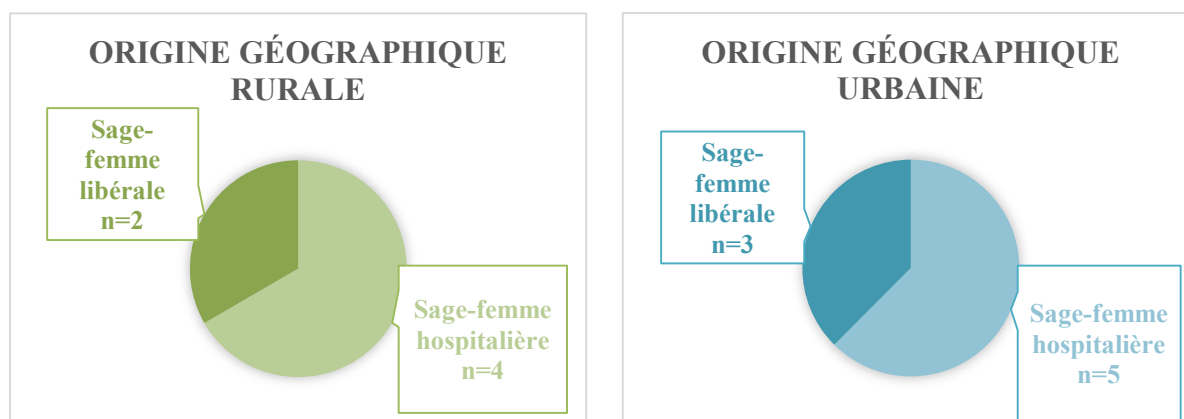 ORIGINE GÉOGRAPHIQUE
RURALE
Sage-
femme
libérale
n=2
Sage-femme
hospitalière
n=4
ORIGINE GÉOGRAPHIQUE
URBAINE
Sage-
femme
libérale
n=3
Sage-femme
hospitalière
n=5